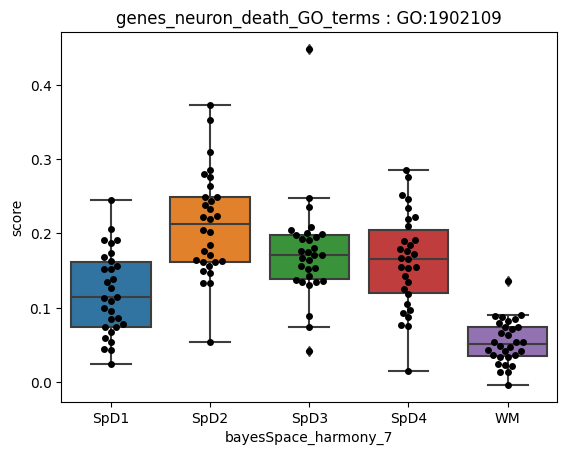 genes_neuron_death_GO_terms : GO:1902109
score
0.4
0.3
0.2
0.1
0.0
SpD1 SpD2 SpD3 SpD4 WM
bayesSpace_harmony_7